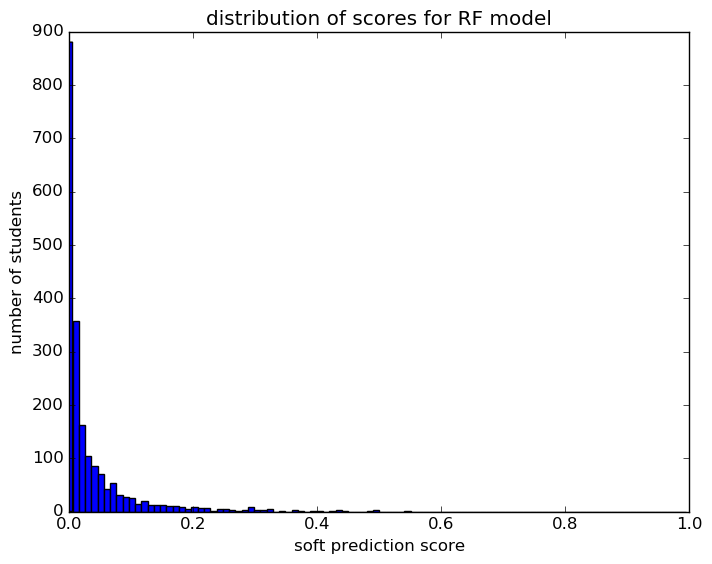 distribution of scores for RF model
900
800
700
600
500
400
300
200
100
0
number of students
0.0 0.2 0.4 0.6 0.8 1.0
soft prediction score